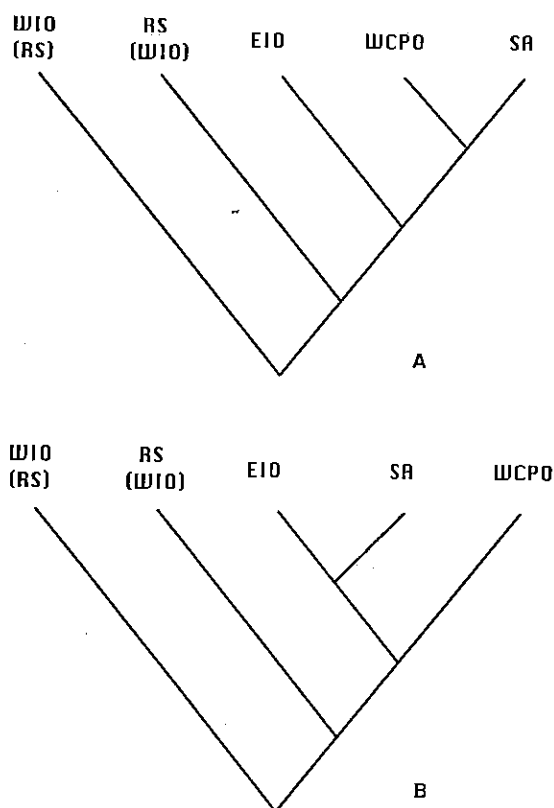 WIO
(RS)
RS
(WIO)
EIO
WCPO
SA
A
WIO
(RS)
RS
(WIO)
EIO
SA
WCPO
B